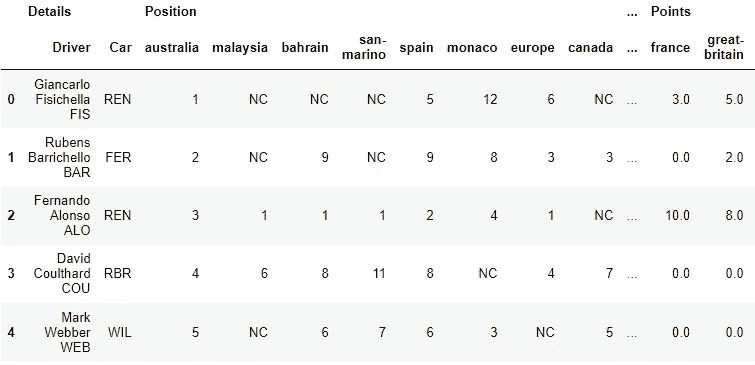 Details Position ... Points
Driver Car australia malaysia bahrain san-marino spain monaco europe canada ... france great-britain
0 Giancarlo Fisichella FIS REN 1 NC NC NC 5 12 6 NC ... 3.0 5.0
1 Rubens Barrichello BAR FER 2 NC 9 NC 9 8 3 3 ... 0.0 2.0
2 Fernando Alonso ALO REN 3 1 1 1 2 4 1 NC ... 10.0 8.0
3 David Coulthard COU RBR 4 6 8 11 8 NC 4 7 ... 0.0 0.0
4 Mark Webber WEB WIL 5 NC 6 7 6 3 NC 5 ... 0.0 0.0